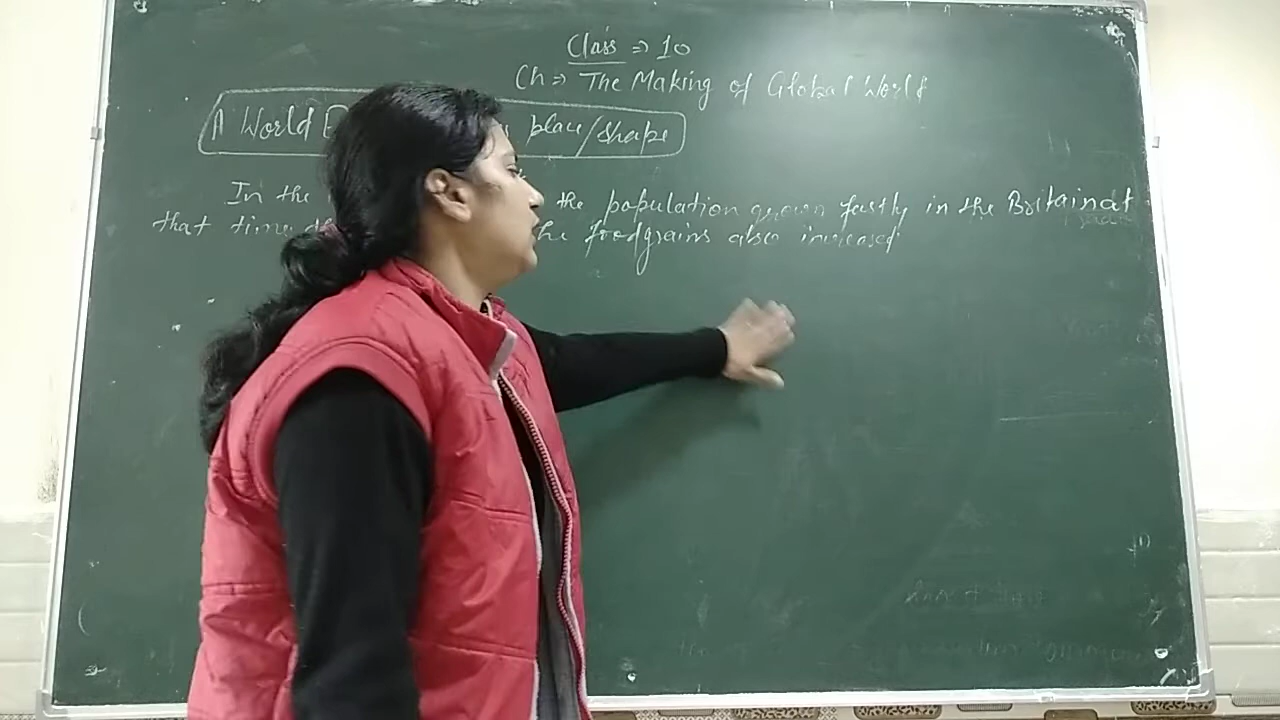 Class => 10
Ch => The Making of Global World
A World E place/shape
In the the population grown fastly in the Britain at
that time the foodgrains also increased